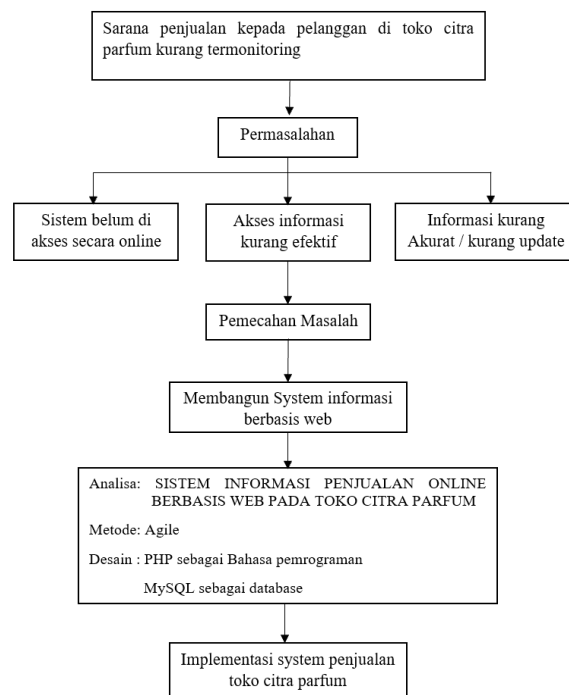 Sarana penjualan kepada pelanggan di toko citra
parfum kurang termonitoring
Permasalahan
Sistem belum di
akses secara online
Akses informasi
kurang efektif
Informasi kurang
Akurat / kurang update
Pemecahan Masalah
Membangun System informasi
berbasis web
Analisa: SISTEM INFORMASI PENJUALAN ONLINE
BERBASIS WEB PADA TOKO CITRA PARFUM
Metode: Agile
Desain : PHP sebagai Bahasa pemrograman
MySQL sebagai database
Implementasi system penjualan
toko citra parfum